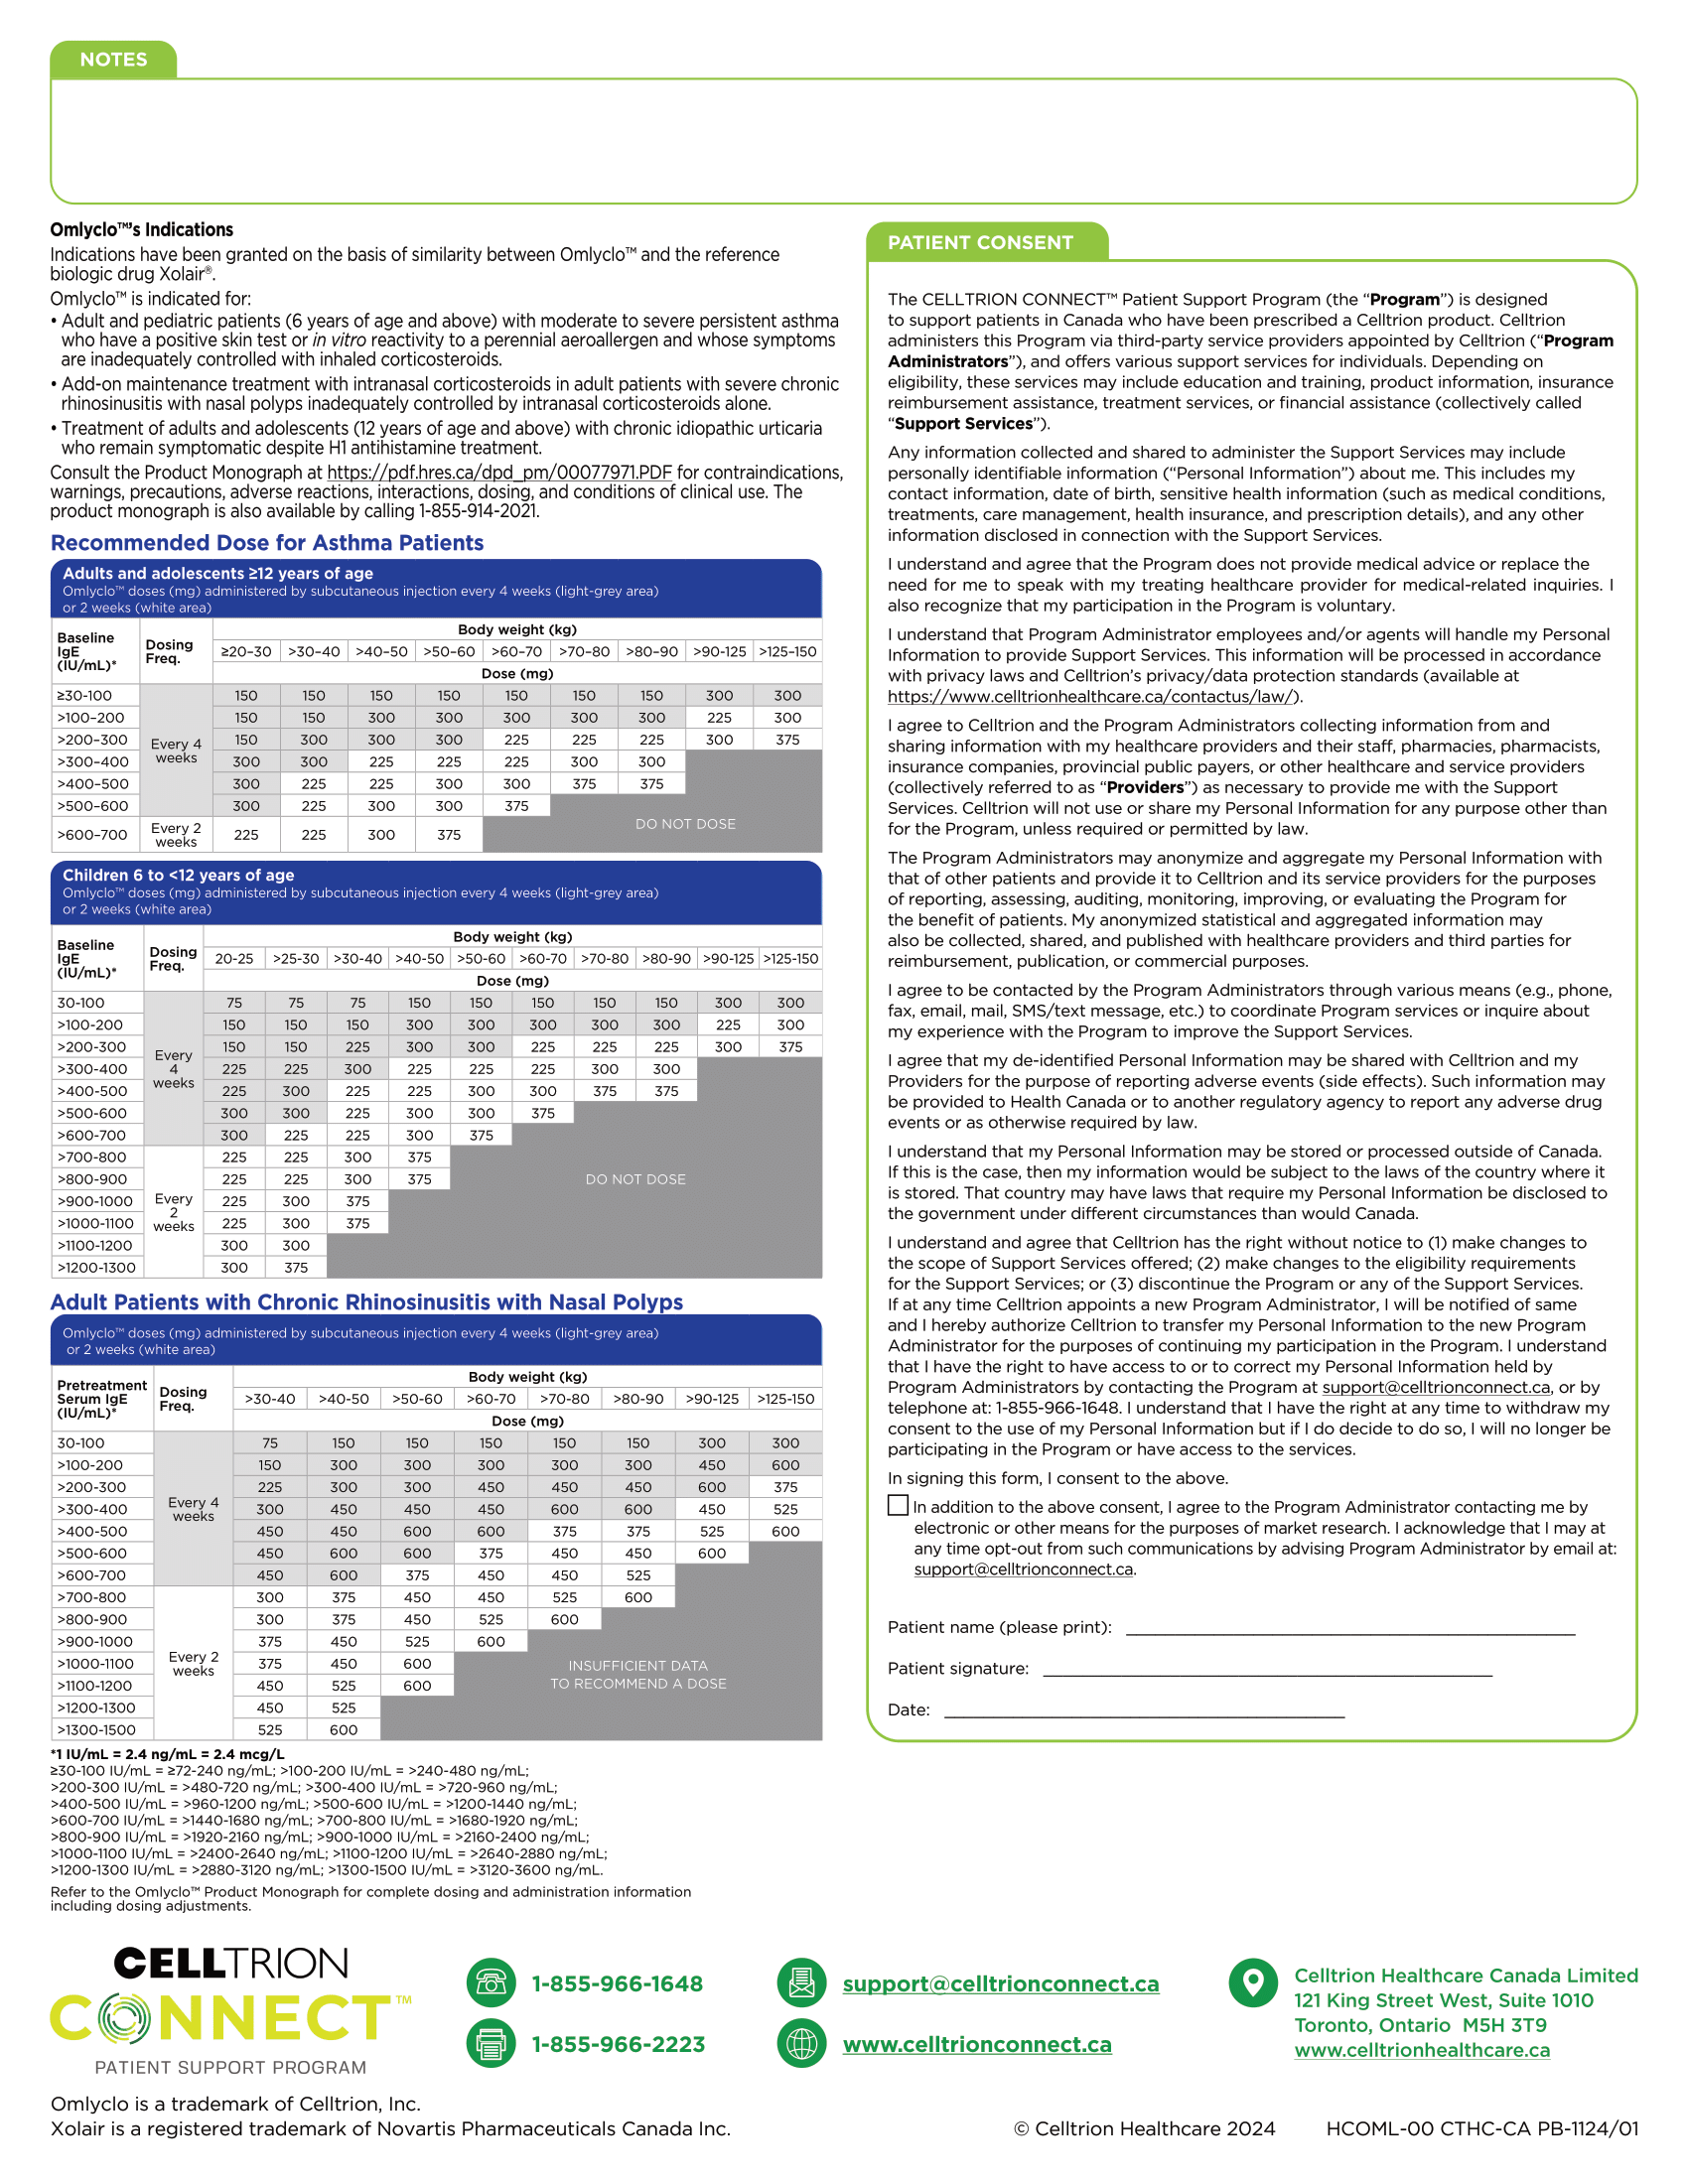 NOTES
Omlyclo™'s Indications
Indications have been granted on the basis of similarity between Omlyclo™ and the reference
biologic drug Xolair®.
Omlyclo™ is indicated for:
• Adult and pediatric patients (6 years of age and above) with moderate to severe persistent asthma
who have a positive skin test or in vitro reactivity to a perennial aeroallergen and whose symptoms
are inadequately controlled with inhaled corticosteroids.
• Add-on maintenance treatment with intranasal corticosteroids in adult patients with severe chronic
rhinosinusitis with nasal polyps inadequately controlled by intranasal corticosteroids alone.
• Treatment of adults and adolescents (12 years of age and above) with chronic idiopathic urticaria
who remain symptomatic despite H1 antihistamine treatment.
Consult the Product Monograph at https://pdf.hres.ca/dpd_pm/00077971.PDF for contraindications,
warnings, precautions, adverse reactions, interactions, dosing, and conditions of clinical use. The
product monograph is also available by calling 1-855-914-2021.
Recommended Dose for Asthma Patients
Adults and adolescents ≥12 years of age
Omlyclo™ doses (mg) administered by subcutaneous injection every 4 weeks (light-grey area)
or 2 weeks (white area)
Baseline IgE (IU/mL)* Dosing Freq. Body weight (kg)
≥20–30 >30–40 >40–50 >50–60 >60–70 >70–80 >80–90 >90-125 >125–150
Dose (mg)
≥30-100 150 150 150 150 150 150 150 300 300
>100–200 150 150 300 300 300 300 300 225 300
>200–300 Every 4 weeks 150 300 300 300 225 225 225 300 375
>300–400 300 300 225 225 225 300 300
>400–500 300 225 225 300 300 375 375
>500–600 300 225 300 300 375
>600–700 Every 2 weeks 225 225 300 375
DO NOT DOSE
Children 6 to <12 years of age
Omlyclo™ doses (mg) administered by subcutaneous injection every 4 weeks (light-grey area)
or 2 weeks (white area)
Baseline IgE (IU/mL)* Dosing Freq. Body weight (kg)
20-25 >25-30 >30-40 >40-50 >50-60 >60-70 >70-80 >80-90 >90-125 >125-150
Dose (mg)
30-100 75 75 75 150 150 150 150 150 300 300
>100-200 150 150 150 300 300 300 300 300 225 300
>200-300 150 150 225 300 300 225 225 225 300 375
>300-400 Every 4 weeks 225 225 300 225 225 225 300 300
>400-500 225 300 225 225 300 300 375 375
>500-600 300 300 225 300 300 375
>600-700 300 225 225 300 375
>700-800 225 225 300 375
>800-900 225 225 300 375 DO NOT DOSE
>900-1000 Every 2 weeks 225 300 375
>1000-1100 225 300 375
>1100-1200 300 300
>1200-1300 300 375
Adult Patients with Chronic Rhinosinusitis with Nasal Polyps
Omlyclo™ doses (mg) administered by subcutaneous injection every 4 weeks (light-grey area)
or 2 weeks (white area)
Pretreatment Serum IgE (IU/mL)* Dosing Freq. Body weight (kg)
>30-40 >40-50 >50-60 >60-70 >70-80 >80-90 >90-125 >125-150
Dose (mg)
30-100 75 150 150 150 150 150 300 300
>100-200 150 300 300 300 300 300 450 600
>200-300 225 300 300 450 450 450 600 375
>300-400 Every 4 weeks 300 450 450 450 600 600 450 525
>400-500 450 450 600 600 375 375 525 600
>500-600 450 600 600 375 450 450 600
>600-700 450 600 375 450 450 525
>700-800 300 375 450 450 525 600
>800-900 300 375 450 525 600
>900-1000 375 450 525 600
>1000-1100 Every 2 weeks 375 450 600
>1100-1200 450 525 600
>1200-1300 450 525
>1300-1500 525 600
INSUFFICIENT DATA
TO RECOMMEND A DOSE
*1 IU/mL = 2.4 ng/mL = 2.4 mcg/L
≥30-100 IU/mL = ≥72-240 ng/mL; >100-200 IU/mL = >240-480 ng/mL;
>200-300 IU/mL = >480-720 ng/mL; >300-400 IU/mL = >720-960 ng/mL;
>400-500 IU/mL = >960-1200 ng/mL; >500-600 IU/mL = >1200-1440 ng/mL;
>600-700 IU/mL = >1440-1680 ng/mL; >700-800 IU/mL = >1680-1920 ng/mL;
>800-900 IU/mL = >1920-2160 ng/mL; >900-1000 IU/mL = >2160-2400 ng/mL;
>1000-1100 IU/mL = >2400-2640 ng/mL; >1100-1200 IU/mL = >2640-2880 ng/mL;
>1200-1300 IU/mL = >2880-3120 ng/mL; >1300-1500 IU/mL = >3120-3600 ng/mL.
Refer to the Omlyclo™ Product Monograph for complete dosing and administration information
including dosing adjustments.
PATIENT CONSENT
The CELLTRION CONNECT™ Patient Support Program (the “Program”) is designed
to support patients in Canada who have been prescribed a Celltrion product. Celltrion
administers this Program via third-party service providers appointed by Celltrion (“Program
Administrators”), and offers various support services for individuals. Depending on
eligibility, these services may include education and training, product information, insurance
reimbursement assistance, treatment services, or financial assistance (collectively called
“Support Services”).
Any information collected and shared to administer the Support Services may include
personally identifiable information (“Personal Information”) about me. This includes my
contact information, date of birth, sensitive health information (such as medical conditions,
treatments, care management, health insurance, and prescription details), and any other
information disclosed in connection with the Support Services.
I understand and agree that the Program does not provide medical advice or replace the
need for me to speak with my treating healthcare provider for medical-related inquiries. I
also recognize that my participation in the Program is voluntary.
I understand that Program Administrator employees and/or agents will handle my Personal
Information to provide Support Services. This information will be processed in accordance
with privacy laws and Celltrion's privacy/data protection standards (available at
https://www.celltrionhealthcare.ca/contactus/law/).
I agree to Celltrion and the Program Administrators collecting information from and
sharing information with my healthcare providers and their staff, pharmacies, pharmacists,
insurance companies, provincial public payers, or other healthcare and service providers
(collectively referred to as “Providers”) as necessary to provide me with the Support
Services. Celltrion will not use or share my Personal Information for any purpose other than
for the Program, unless required or permitted by law.
The Program Administrators may anonymize and aggregate my Personal Information with
that of other patients and provide it to Celltrion and its service providers for the purposes
of reporting, assessing, auditing, monitoring, improving, or evaluating the Program for
the benefit of patients. My anonymized statistical and aggregated information may
also be collected, shared, and published with healthcare providers and third parties for
reimbursement, publication, or commercial purposes.
I agree to be contacted by the Program Administrators through various means (e.g., phone,
fax, email, mail, SMS/text message, etc.) to coordinate Program services or inquire about
my experience with the Program to improve the Support Services.
I agree that my de-identified Personal Information may be shared with Celltrion and my
Providers for the purpose of reporting adverse events (side effects). Such information may
be provided to Health Canada or to another regulatory agency to report any adverse drug
events or as otherwise required by law.
I understand that my Personal Information may be stored or processed outside of Canada.
If this is the case, then my information would be subject to the laws of the country where it
is stored. That country may have laws that require my Personal Information be disclosed to
the government under different circumstances than would Canada.
I understand and agree that Celltrion has the right without notice to (1) make changes to
the scope of Support Services offered; (2) make changes to the eligibility requirements
for the Support Services; or (3) discontinue the Program or any of the Support Services.
If at any time Celltrion appoints a new Program Administrator, I will be notified of same
and I hereby authorize Celltrion to transfer my Personal Information to the new Program
Administrator for the purposes of continuing my participation in the Program. I understand
that I have the right to have access to or to correct my Personal Information held by
Program Administrators by contacting the Program at support@celltrionconnect.ca, or by
telephone at: 1-855-966-1648. I understand that I have the right at any time to withdraw my
consent to the use of my Personal Information but if I do decide to do so, I will no longer be
participating in the Program or have access to the services.
In signing this form, I consent to the above.
In addition to the above consent, I agree to the Program Administrator contacting me by
electronic or other means for the purposes of market research. I acknowledge that I may at
any time opt-out from such communications by advising Program Administrator by email at:
support@celltrionconnect.ca.
Patient name (please print):
Patient signature:
Date:
CELLTRION
CONNECT™
PATIENT SUPPORT PROGRAM
1-855-966-1648
1-855-966-2223
support@celltrionconnect.ca
www.celltrionconnect.ca
Celltrion Healthcare Canada Limited
121 King Street West, Suite 1010
Toronto, Ontario M5H 3T9
www.celltrionhealthcare.ca
Omlyclo is a trademark of Celltrion, Inc.
Xolair is a registered trademark of Novartis Pharmaceuticals Canada Inc.
© Celltrion Healthcare 2024 HCOML-00 CTHC-CA PB-1124/01